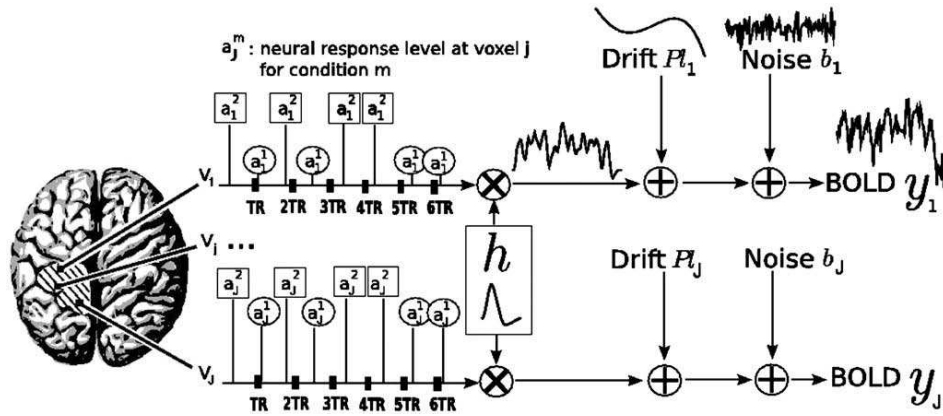 a_J^m : neural response level at voxel j
for condition m
Drift Pl_1
Noise b_1
a_1^2 a_1^2 a_1^2 a_1^2
a_1^1 a_1^1 a_1^1 a_1^1
V_1
TR 2TR 3TR 4TR 5TR 6TR
BOLD y_1
V_j ...
h
Drift Pl_J
Noise b_J
a_J^2 a_J^2 a_J^2 a_J^2
a_J^1 a_J^1 a_J^1 a_J^1
V_J
TR 2TR 3TR 4TR 5TR 6TR
BOLD y_J